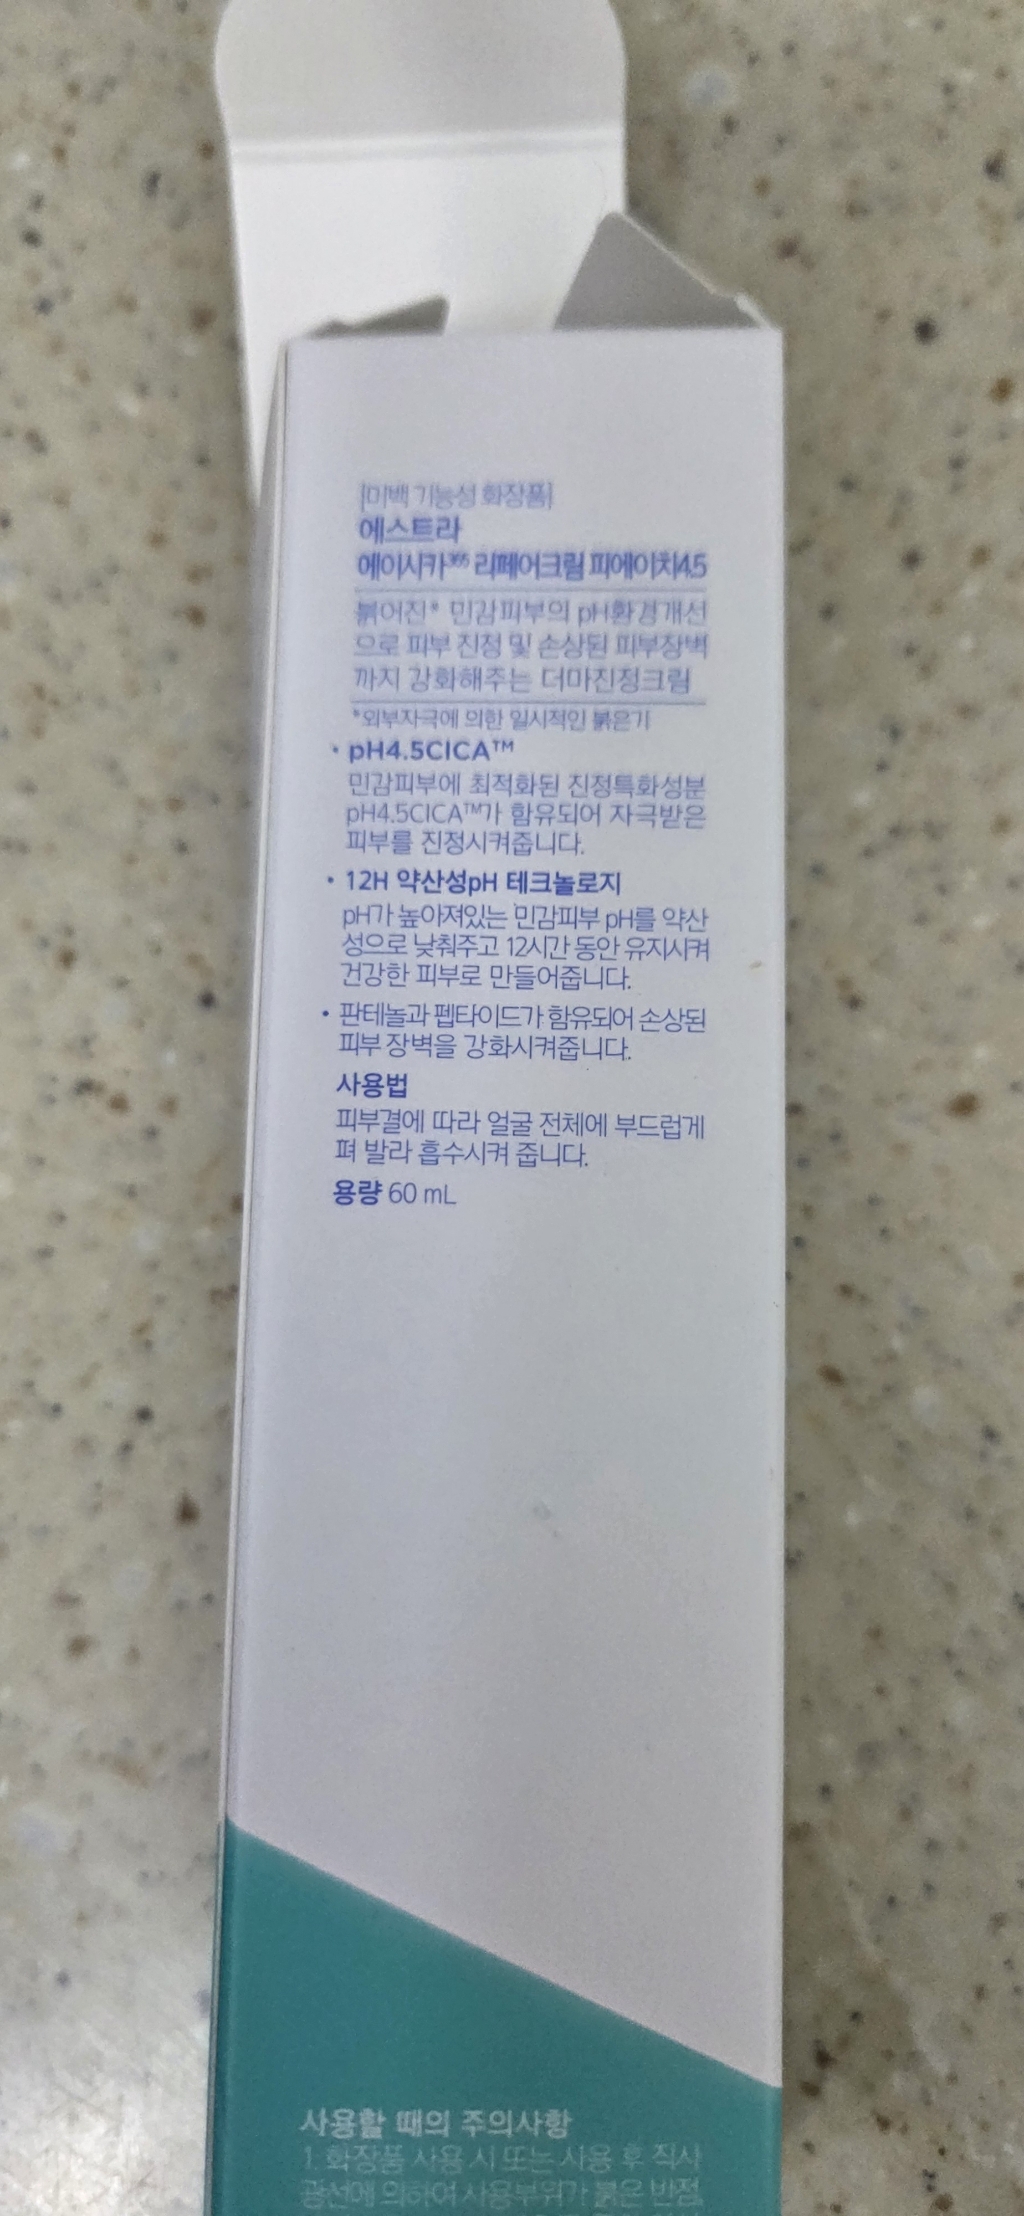 [미백 기능성 화장품]
에스트라
에이시카³⁶⁵ 리페어크림 피에이치4.5
붉어진* 민감피부의 pH환경개선
으로 피부 진정 및 손상된 피부장벽
까지 강화해주는 더마진정크림
*외부자극에 의한 일시적인 붉은기
• pH4.5CICA™
민감피부에 최적화된 진정특화성분
pH4.5CICA™가 함유되어 자극받은
피부를 진정시켜줍니다.
• 12H 약산성pH 테크놀로지
pH가 높아져있는 민감피부 pH를 약산
성으로 낮춰주고 12시간 동안 유지시켜
건강한 피부로 만들어줍니다.
• 판테놀과 펩타이드가 함유되어 손상된
피부 장벽을 강화시켜줍니다.
사용법
피부결에 따라 얼굴 전체에 부드럽게
펴 발라 흡수시켜 줍니다.
용량 60 mL
사용할 때의 주의사항
1. 화장품 사용 시 또는 사용 후 직사
광선에 의하여 사용부위가 붉은 반점,